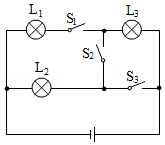 L₁ S₁ L₃
S₂
L₂ S₃